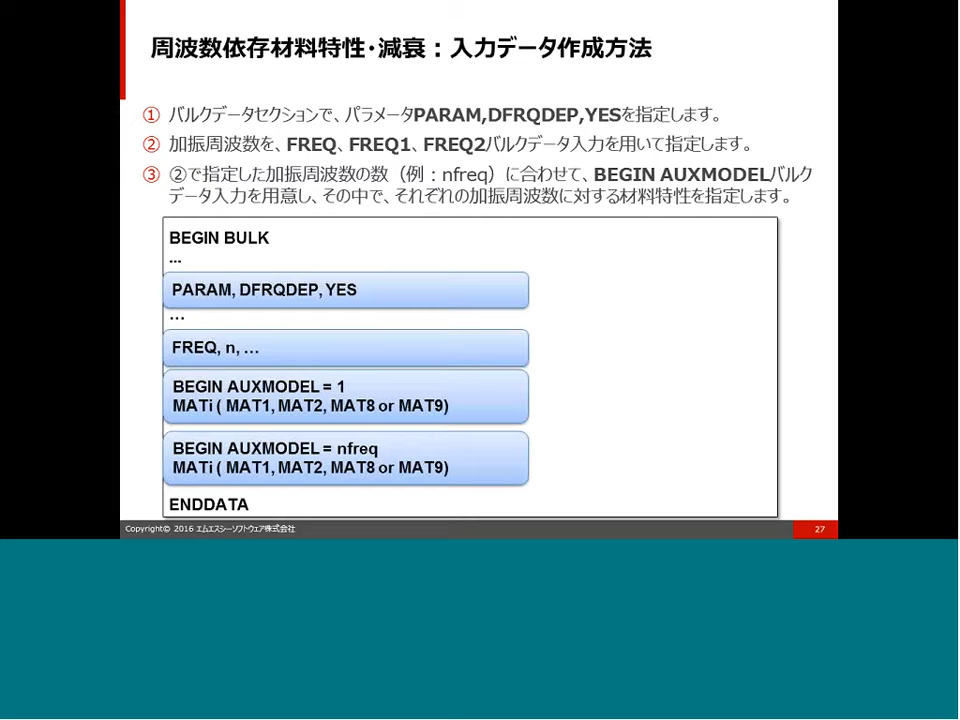 周波数依存材料特性・減衰：入力データ作成方法
① バルクデータセクションで、パラメータPARAM,DFRQDEP,YESを指定します。
② 加振周波数を、FREQ、FREQ1、FREQ2バルクデータ入力を用いて指定します。
③ ②で指定した加振周波数の数（例：nfreq）に合わせて、BEGIN AUXMODELバルク
データ入力を用意し、その中で、それぞれの加振周波数に対する材料特性を指定します。
BEGIN BULK
...
PARAM, DFRQDEP, YES
…
FREQ, n, …
BEGIN AUXMODEL = 1
MATi ( MAT1, MAT2, MAT8 or MAT9)
BEGIN AUXMODEL = nfreq
MATi ( MAT1, MAT2, MAT8 or MAT9)
ENDDATA
Copyright© 2016 エムエスシーソフトウェア株式会社
27